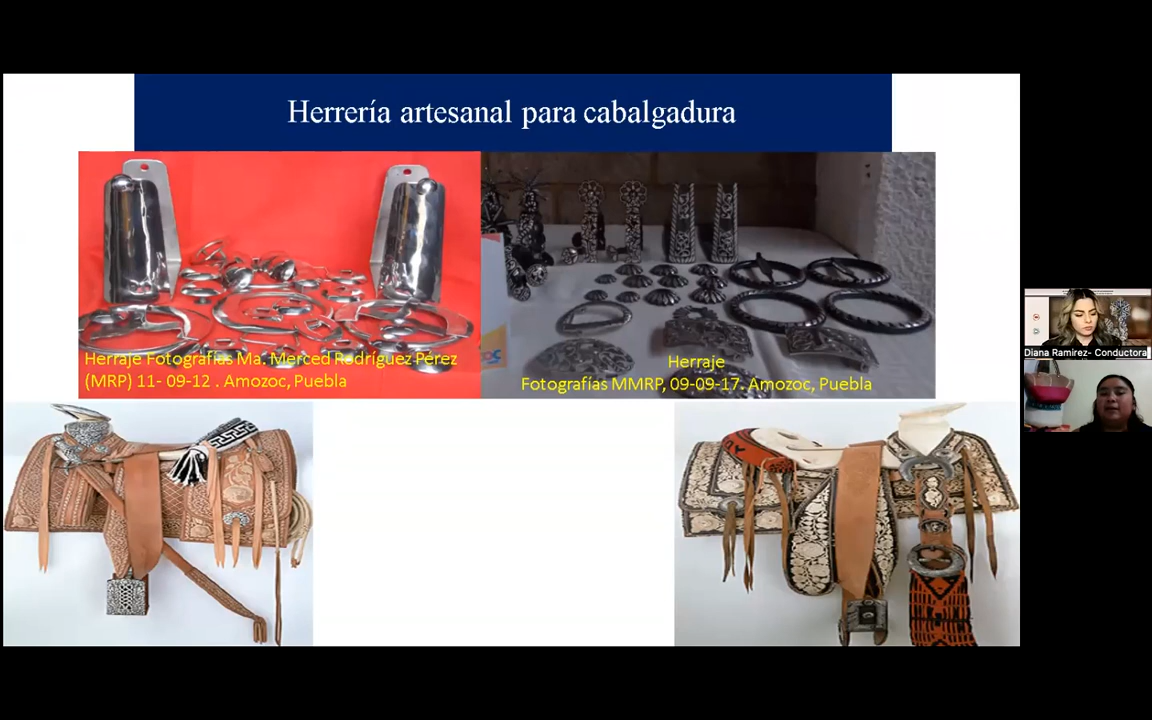 Herrería artesanal para cabalgadura
Herraje Fotografías Ma. Merced Rodríguez Pérez
(MRP) 11- 09-12 . Amozoc, Puebla
Herraje
Fotografías MMRP, 09-09-17. Amozoc, Puebla
Diana Ramirez- Conductora